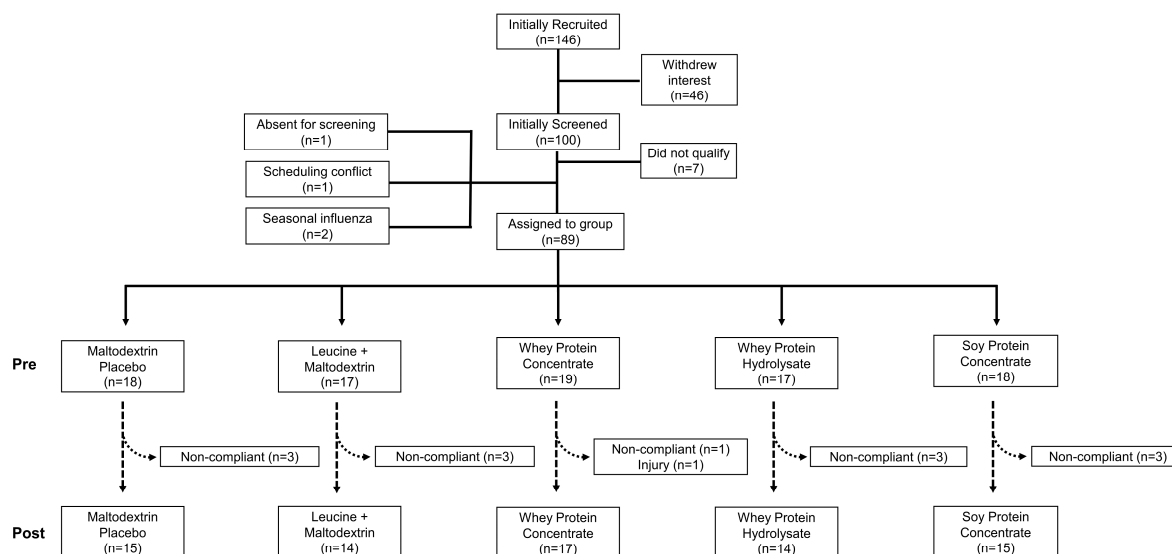 Initially Recruited
(n=146)
Withdrew
interest
(n=46)
Absent for screening
(n=1)
Initially Screened
(n=100)
Did not qualify
(n=7)
Scheduling conflict
(n=1)
Seasonal influenza
(n=2)
Assigned to group
(n=89)
Pre
Maltodextrin
Placebo
(n=18)
Leucine +
Maltodextrin
(n=17)
Whey Protein
Concentrate
(n=19)
Whey Protein
Hydrolysate
(n=17)
Soy Protein
Concentrate
(n=18)
Non-compliant (n=3)
Non-compliant (n=3)
Non-compliant (n=1)
Injury (n=1)
Non-compliant (n=3)
Non-compliant (n=3)
Post
Maltodextrin
Placebo
(n=15)
Leucine +
Maltodextrin
(n=14)
Whey Protein
Concentrate
(n=17)
Whey Protein
Hydrolysate
(n=14)
Soy Protein
Concentrate
(n=15)